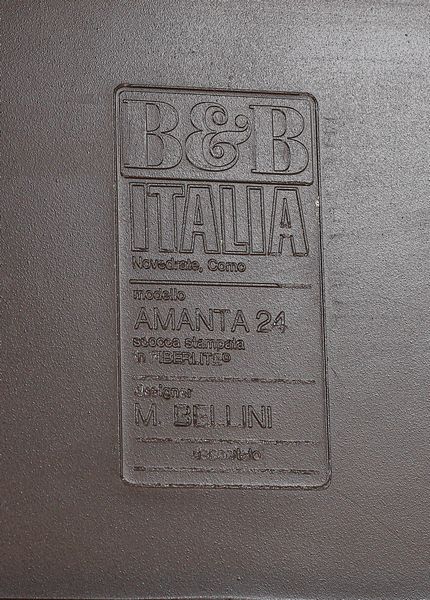 B&B
ITALIA
Novedrate, Como
modello
AMANTA 24
scocca stampata
in FIBERLITE®
designer
M. BELLINI